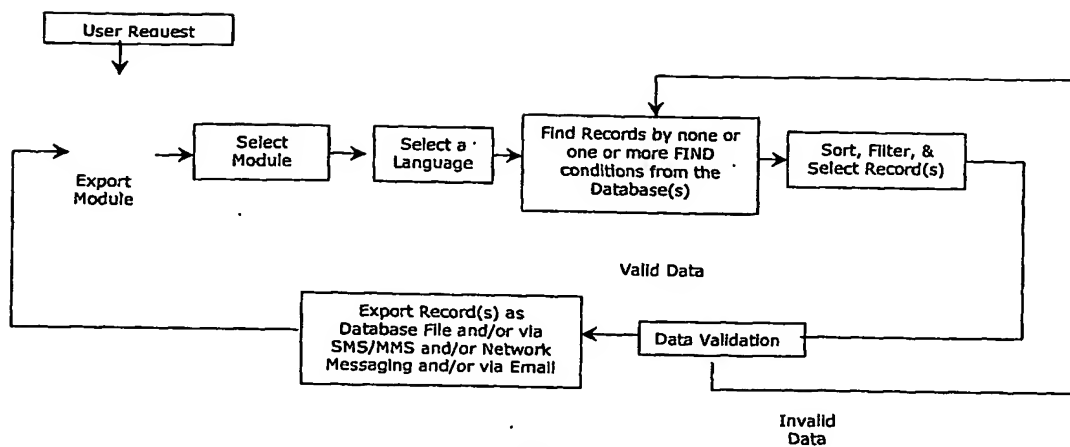 User Request
Export
Module
Select
Module
Select a
Language
Find Records by none or
one or more FIND
conditions from the
Database(s)
Sort, Filter, &
Select Record(s)
Valid Data
Export Record(s) as
Database File and/or via
SMS/MMS and/or Network
Messaging and/or via Email
Data Validation
Invalid
Data